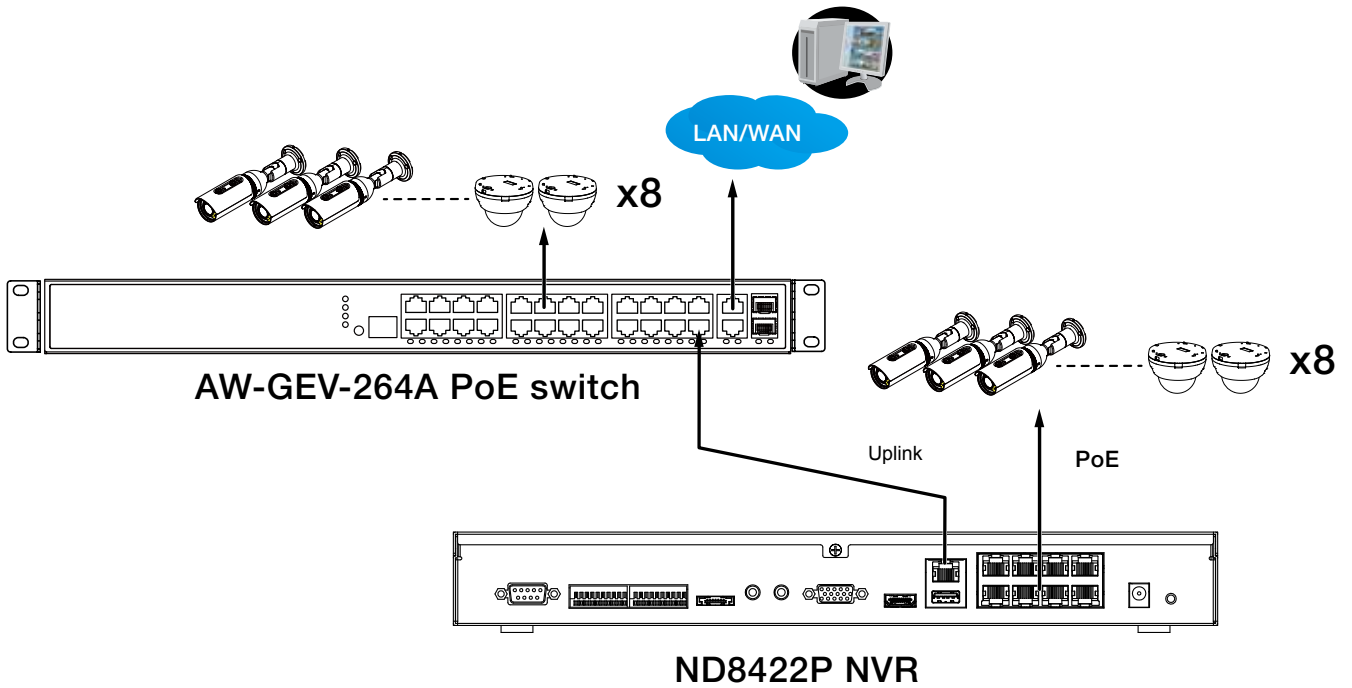 LAN/WAN
x8
AW-GEV-264A PoE switch
x8
Uplink
PoE
ND8422P NVR